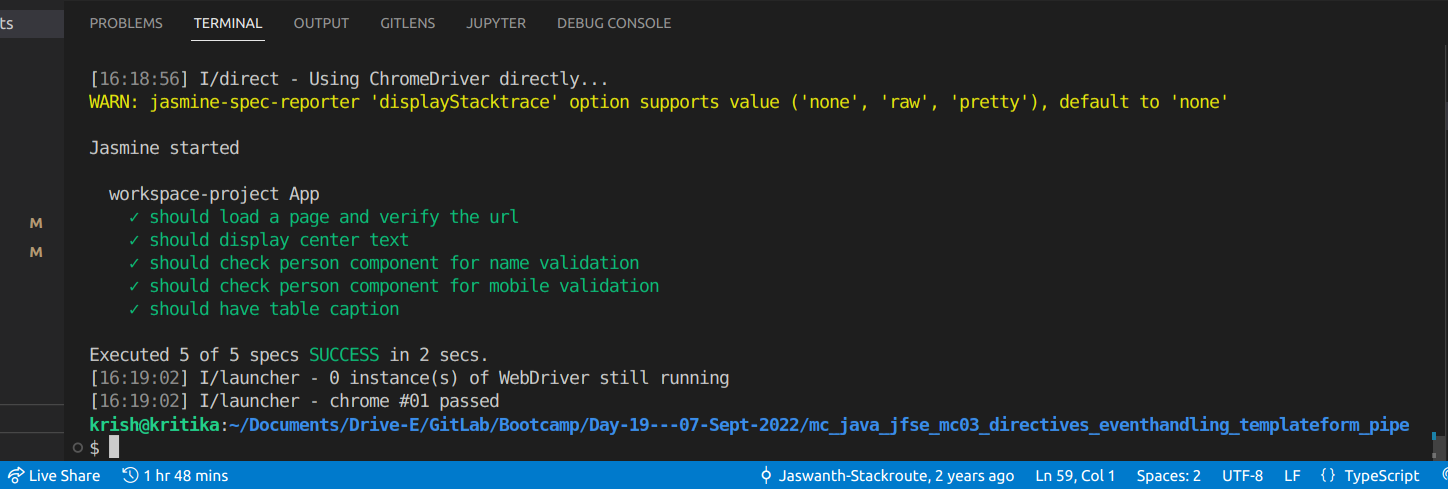 ts
PROBLEMS TERMINAL OUTPUT GITLENS JUPYTER DEBUG CONSOLE
[16:18:56] I/direct - Using ChromeDriver directly...
WARN: jasmine-spec-reporter 'displayStacktrace' option supports value ('none', 'raw', 'pretty'), default to 'none'
Jasmine started
workspace-project App
M ✓ should load a page and verify the url
✓ should display center text
M ✓ should check person component for name validation
✓ should check person component for mobile validation
✓ should have table caption
Executed 5 of 5 specs SUCCESS in 2 secs.
[16:19:02] I/launcher - 0 instance(s) of WebDriver still running
[16:19:02] I/launcher - chrome #01 passed
krish@kritika:~/Documents/Drive-E/GitLab/Bootcamp/Day-19---07-Sept-2022/mc_java_jfse_mc03_directives_eventhandling_templateform_pipe
$
Live Share 1 hr 48 mins Jaswanth-Stackroute, 2 years ago Ln 59, Col 1 Spaces: 2 UTF-8 LF {} TypeScript